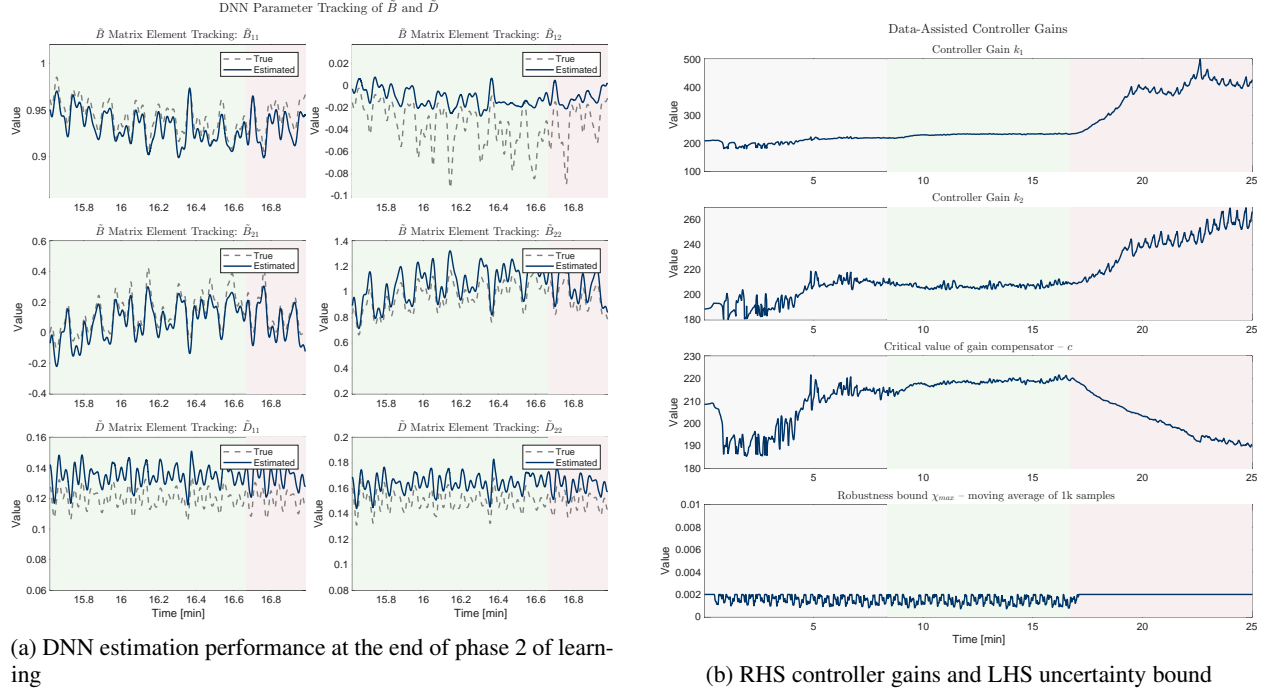 DNN Parameter Tracking of B̃ and D̃
B̃ Matrix Element Tracking: B̃₁₁
True
Estimated
Value
1
0.95
0.9
15.8 16 16.2 16.4 16.6 16.8
B̃ Matrix Element Tracking: B̃₁₂
True
Estimated
Value
0.02
0
-0.02
-0.04
-0.06
-0.08
-0.1
15.8 16 16.2 16.4 16.6 16.8
B̃ Matrix Element Tracking: B̃₂₁
True
Estimated
Value
0.6
0.4
0.2
0
-0.2
-0.4
15.8 16 16.2 16.4 16.6 16.8
B̃ Matrix Element Tracking: B̃₂₂
True
Estimated
Value
1.4
1.2
1
0.8
0.6
0.4
0.2
15.8 16 16.2 16.4 16.6 16.8
D̃ Matrix Element Tracking: D̃₁₁
True
Estimated
Value
0.16
0.14
0.12
0.1
0.08
0.06
15.8 16 16.2 16.4 16.6 16.8
Time [min]
D̃ Matrix Element Tracking: D̃₂₂
True
Estimated
Value
0.2
0.18
0.16
0.14
0.12
0.1
0.08
15.8 16 16.2 16.4 16.6 16.8
Time [min]
(a) DNN estimation performance at the end of phase 2 of learn-
ing
Data-Assisted Controller Gains
Controller Gain k₁
Value
500
400
300
200
100
5 10 15 20 25
Controller Gain k₂
Value
260
240
220
200
180
5 10 15 20 25
Critical value of gain compensator – c
Value
230
220
210
200
190
180
5 10 15 20 25
Robustness bound χₘₐₓ – moving average of 1k samples
Value
0.01
0.008
0.006
0.004
0.002
0
5 10 15 20 25
Time [min]
(b) RHS controller gains and LHS uncertainty bound